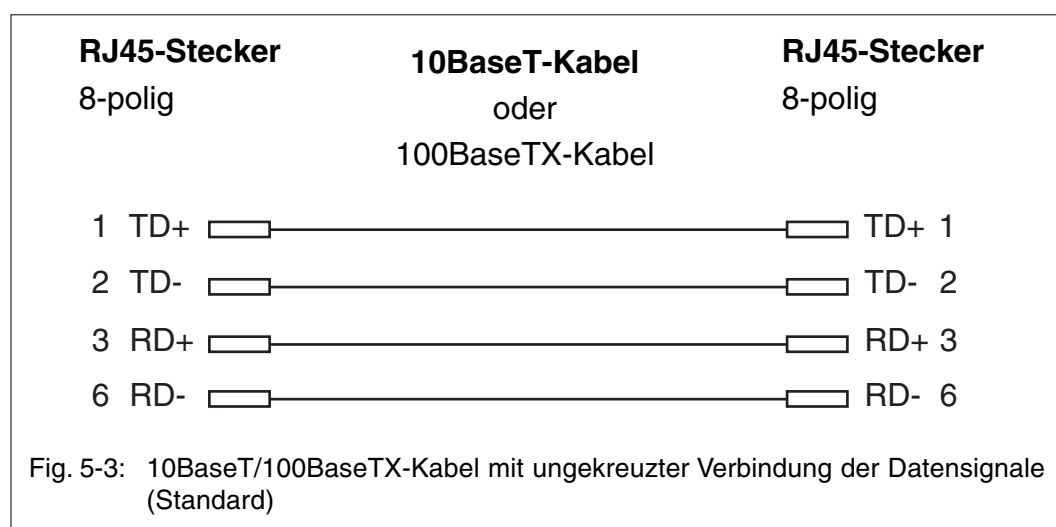 RJ45-Stecker 10BaseT-Kabel RJ45-Stecker
8-polig oder 8-polig
100BaseTX-Kabel
1 TD+ TD+ 1
2 TD- TD- 2
3 RD+ RD+ 3
6 RD- RD- 6
Fig. 5-3: 10BaseT/100BaseTX-Kabel mit ungekreuzter Verbindung der Datensignale
(Standard)